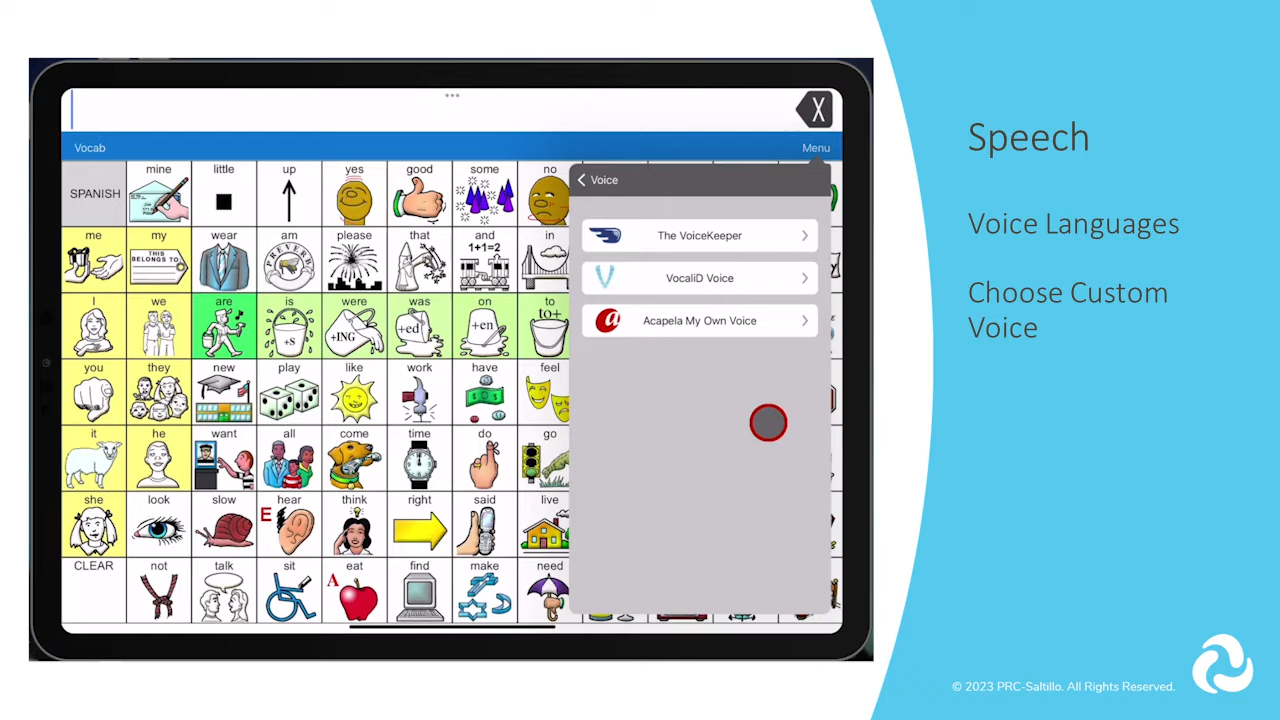 X
Vocab
Menu
SPANISH
mine
little
up
yes
good
some
no
Voice
The VoiceKeeper
VocaliD Voice
Acapela My Own Voice
me
my
THIS
BELONGS TO
wear
am
PREVERBS
please
that
and
1+1=2
in
I
we
are
is
+S
were
+ING
was
+ed
on
+en
to
to+
you
they
new
play
like
work
have
feel
it
he
want
all
come
time
do
go
she
look
slow
hear
E
think
right
said
live
CLEAR
not
talk
sit
eat
A
find
make
need
Speech
Voice Languages
Choose Custom
Voice
© 2023 PRC-Saltillo. All Rights Reserved.